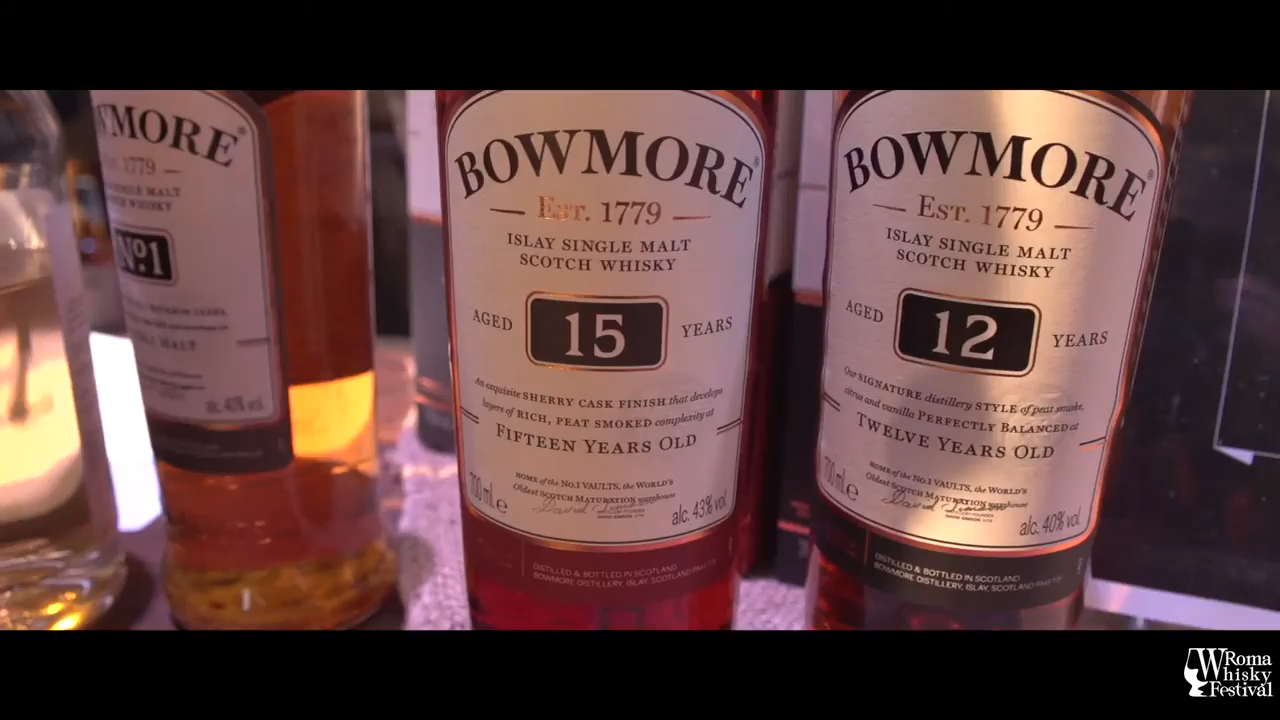 WMORE®
1779
SINGLE MALT
WHISKY
Nº1
MALT
alc. 40% vol
BOWMORE®
Est. 1779
ISLAY SINGLE MALT
SCOTCH WHISKY
AGED 15 YEARS
An exquisite SHERRY CASK FINISH that develops
layers of RICH, PEAT SMOKED complexity at
FIFTEEN YEARS OLD
HOME of the No.1 VAULTS, the WORLD'S
Oldest SCOTCH MATURATION warehouse
700 mL e
alc. 43% vol
DISTILLED & BOTTLED IN SCOTLAND
BOWMORE DISTILLERY, ISLAY, SCOTLAND
BOWMORE®
Est. 1779
ISLAY SINGLE MALT
SCOTCH WHISKY
AGED 12 YEARS
Our SIGNATURE distillery STYLE of peat smoke,
citrus and vanilla PERFECTLY BALANCED at
TWELVE YEARS OLD
HOME of the No.1 VAULTS, the WORLD'S
Oldest SCOTCH MATURATION warehouse
700 mL e
alc. 40% vol
DISTILLED & BOTTLED IN SCOTLAND
BOWMORE DISTILLERY, ISLAY, SCOTLAND
Roma
Whisky
Festival